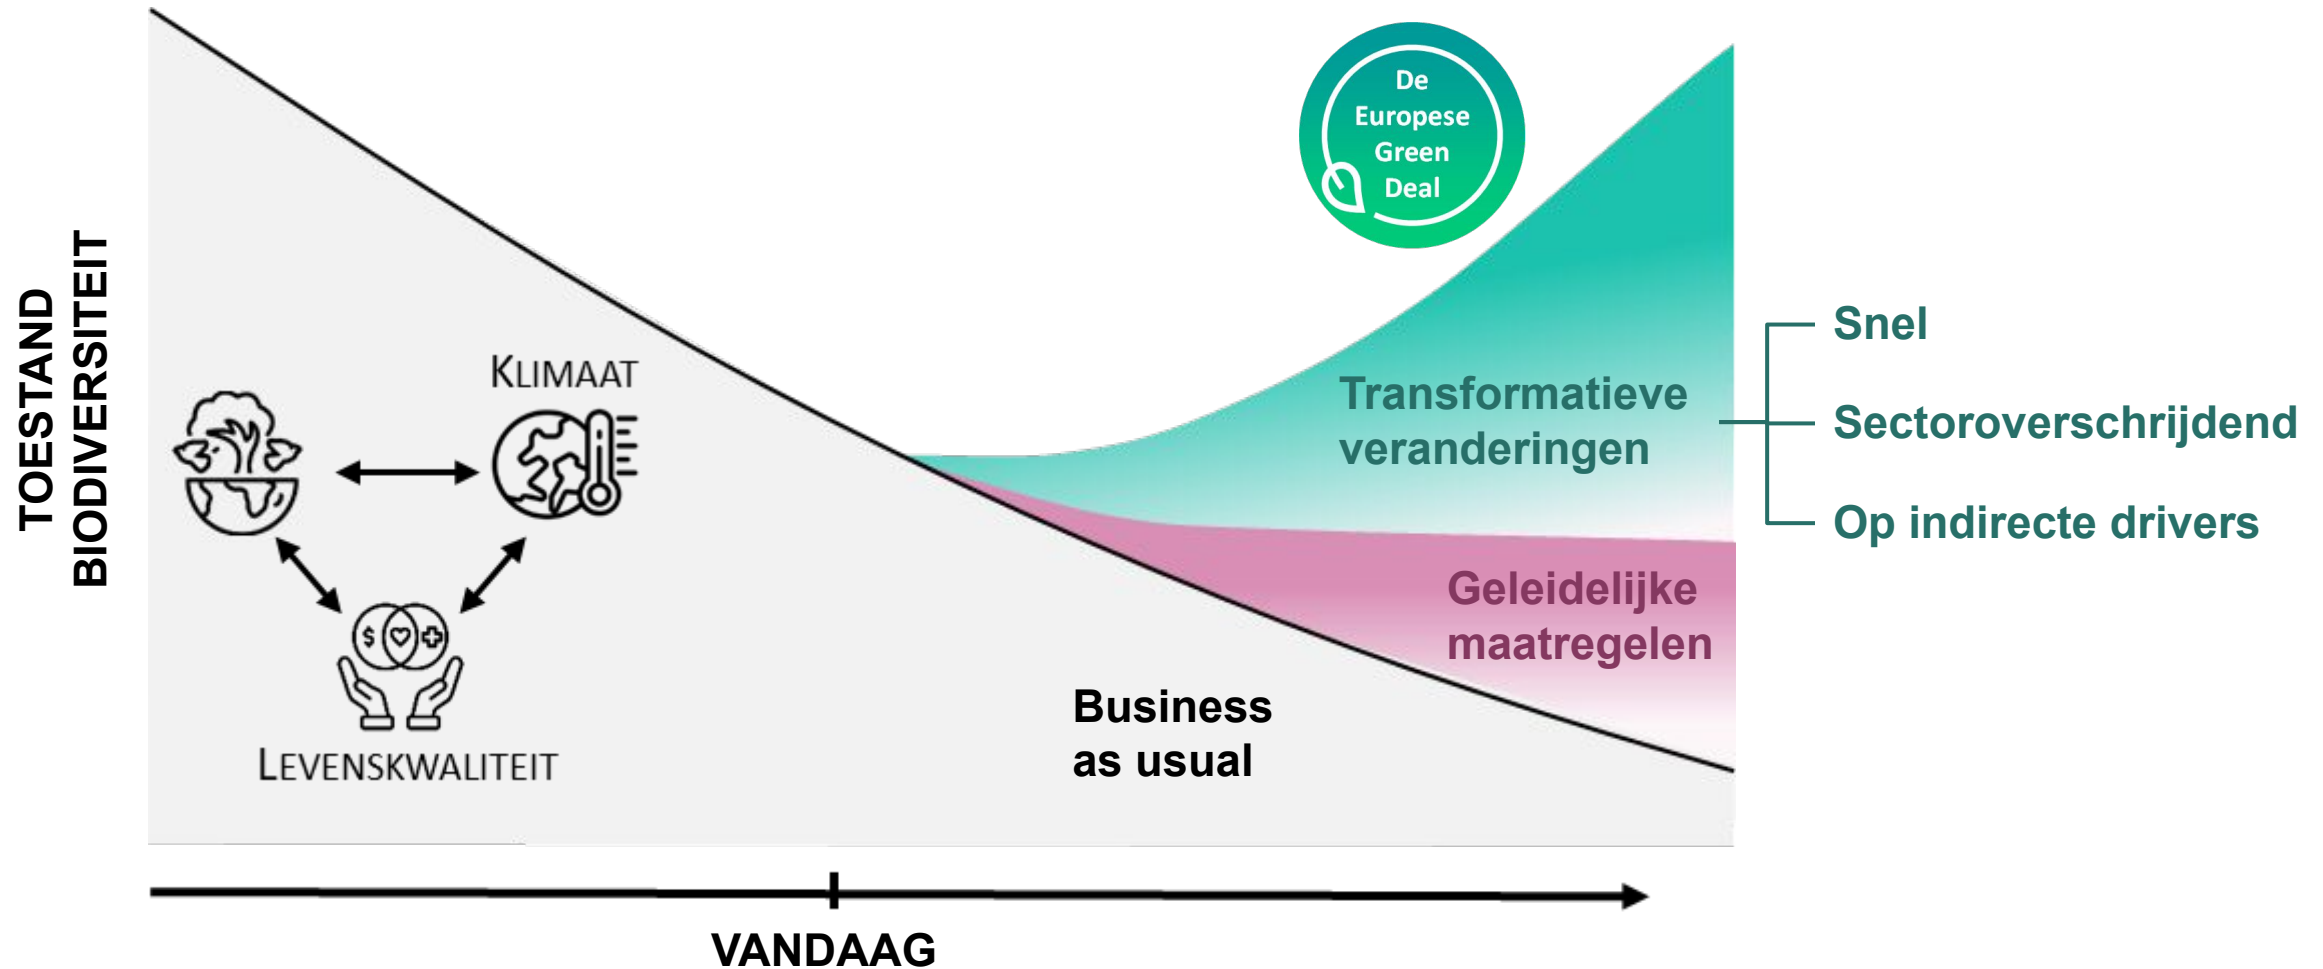 TOESTAND
BIODIVERSITEIT
KLIMAAT
LEVENSKWALITEIT
De
Europese
Green
Deal
Transformatieve
veranderingen
Snel
Sectoroverschrijdend
Op indirecte drivers
Geleidelijke
maatregelen
Business
as usual
VANDAAG
$